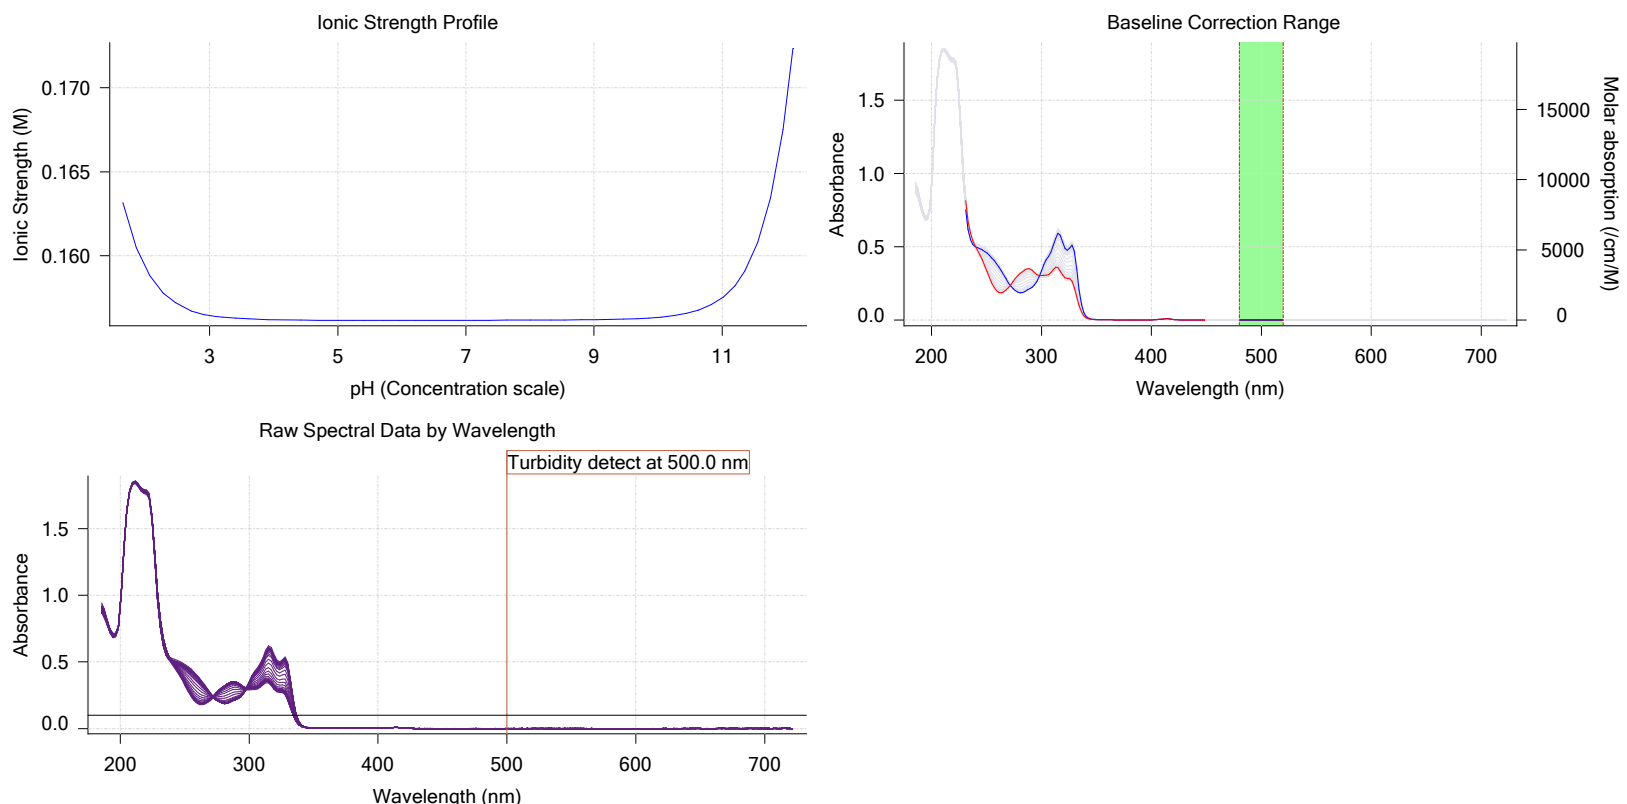 Ionic Strength Profile
Ionic Strength (M)
0.170
0.165
0.160
3 5 7 9 11
pH (Concentration scale)
Baseline Correction Range
Absorbance
1.5
1.0
0.5
0.0
Molar absorption (/cm/M)
15000
10000
5000
0
200 300 400 500 600 700
Wavelength (nm)
Raw Spectral Data by Wavelength
Turbidity detect at 500.0 nm
Absorbance
1.5
1.0
0.5
0.0
200 300 400 500 600 700
Wavelength (nm)